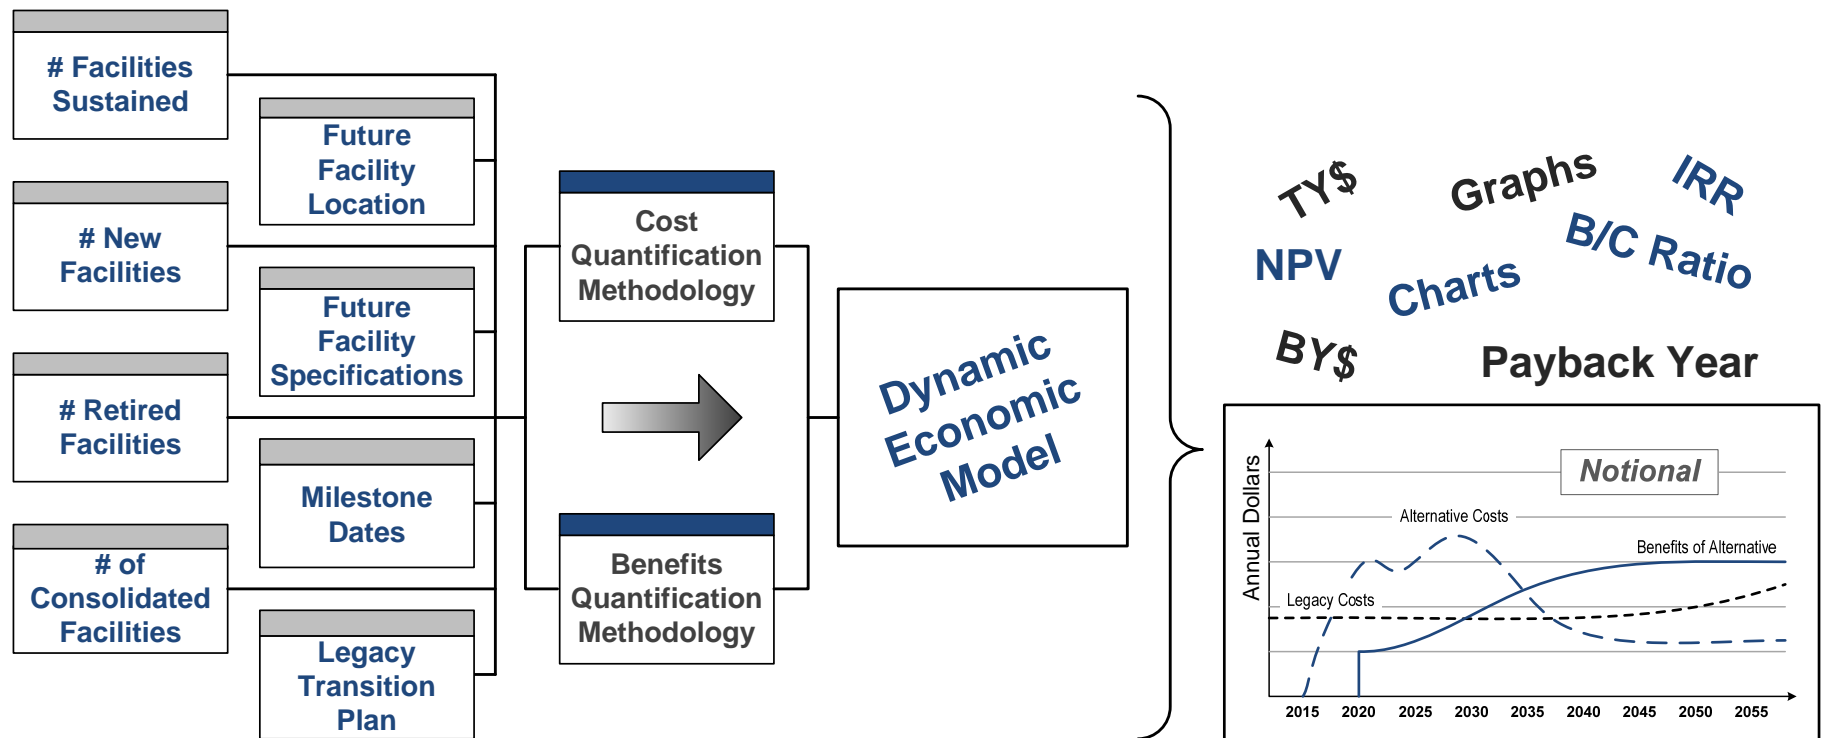 # Facilities
Sustained
Future
Facility
Location
# New
Facilities
Future
Facility
Specifications
# Retired
Facilities
Milestone
Dates
# of
Consolidated
Facilities
Legacy
Transition
Plan
Cost
Quantification
Methodology
Benefits
Quantification
Methodology
Dynamic
Economic
Model
TY$
Graphs
IRR
NPV
Charts
B/C Ratio
BY$
Payback Year
Notional
Annual Dollars
Alternative Costs
Benefits of Alternative
Legacy Costs
2015 2020 2025 2030 2035 2040 2045 2050 2055